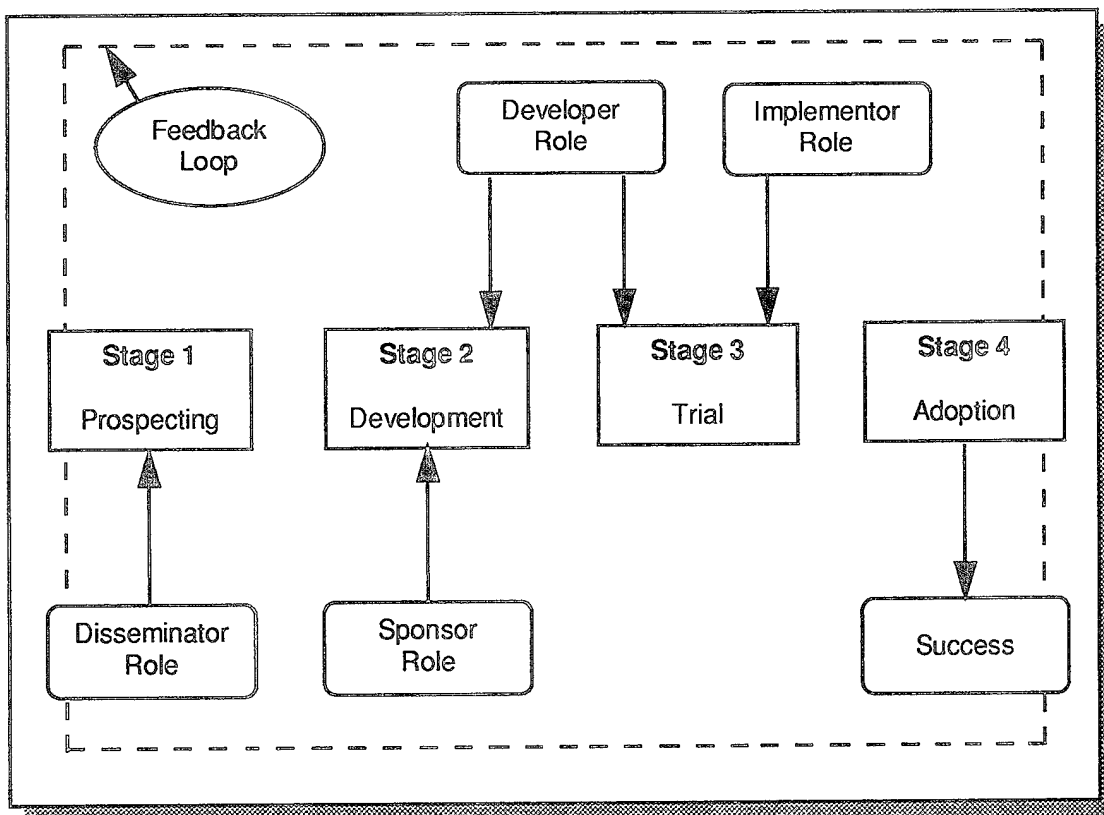 Feedback
Loop
Developer
Role
Implementor
Role
Stage 1
Prospecting
Stage 2
Development
Stage 3
Trial
Stage 4
Adoption
Disseminator
Role
Sponsor
Role
Success